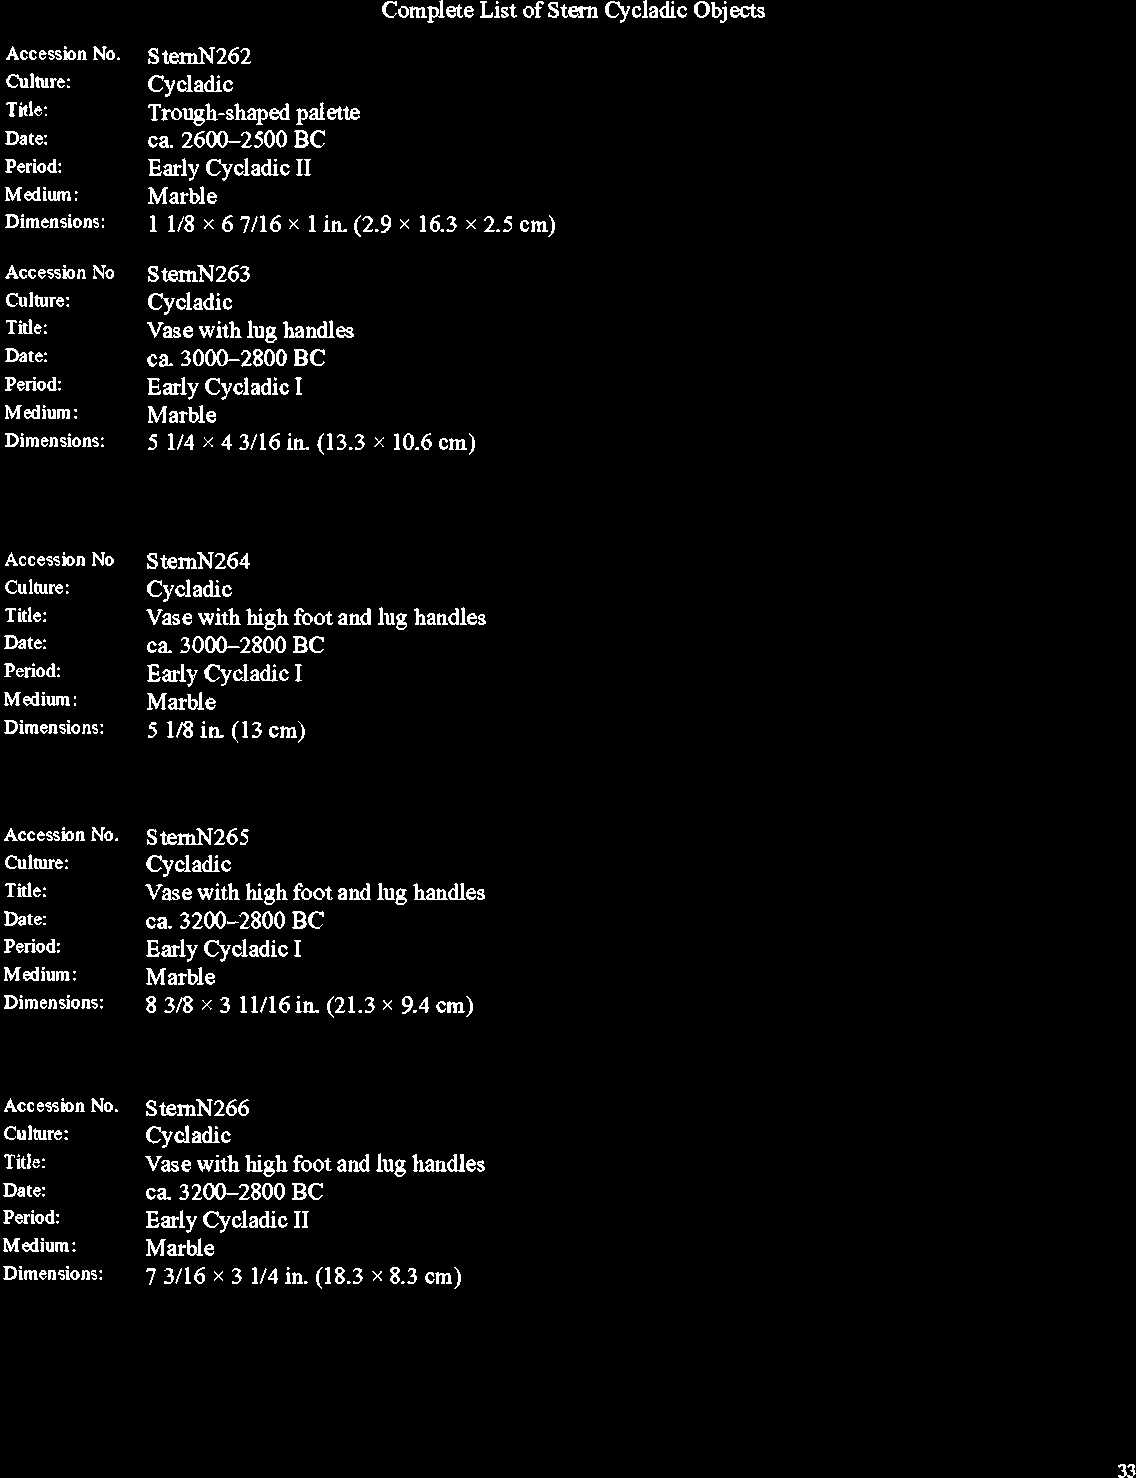 Complete List of Stern Cycladic Objects
Accession No. SternN262
Culture: Cycladic
Title: Trough-shaped palette
Date: ca. 2600–2500 BC
Period: Early Cycladic II
Medium: Marble
Dimensions: 1 1/8 × 6 7/16 × 1 in. (2.9 × 16.3 × 2.5 cm)
Accession No SternN263
Culture: Cycladic
Title: Vase with lug handles
Date: ca. 3000–2800 BC
Period: Early Cycladic I
Medium: Marble
Dimensions: 5 1/4 × 4 3/16 in. (13.3 × 10.6 cm)
Accession No SternN264
Culture: Cycladic
Title: Vase with high foot and lug handles
Date: ca. 3000–2800 BC
Period: Early Cycladic I
Medium: Marble
Dimensions: 5 1/8 in. (13 cm)
Accession No. SternN265
Culture: Cycladic
Title: Vase with high foot and lug handles
Date: ca. 3200–2800 BC
Period: Early Cycladic I
Medium: Marble
Dimensions: 8 3/8 × 3 11/16 in. (21.3 × 9.4 cm)
Accession No. SternN266
Culture: Cycladic
Title: Vase with high foot and lug handles
Date: ca. 3200–2800 BC
Period: Early Cycladic II
Medium: Marble
Dimensions: 7 3/16 × 3 1/4 in. (18.3 × 8.3 cm)
33